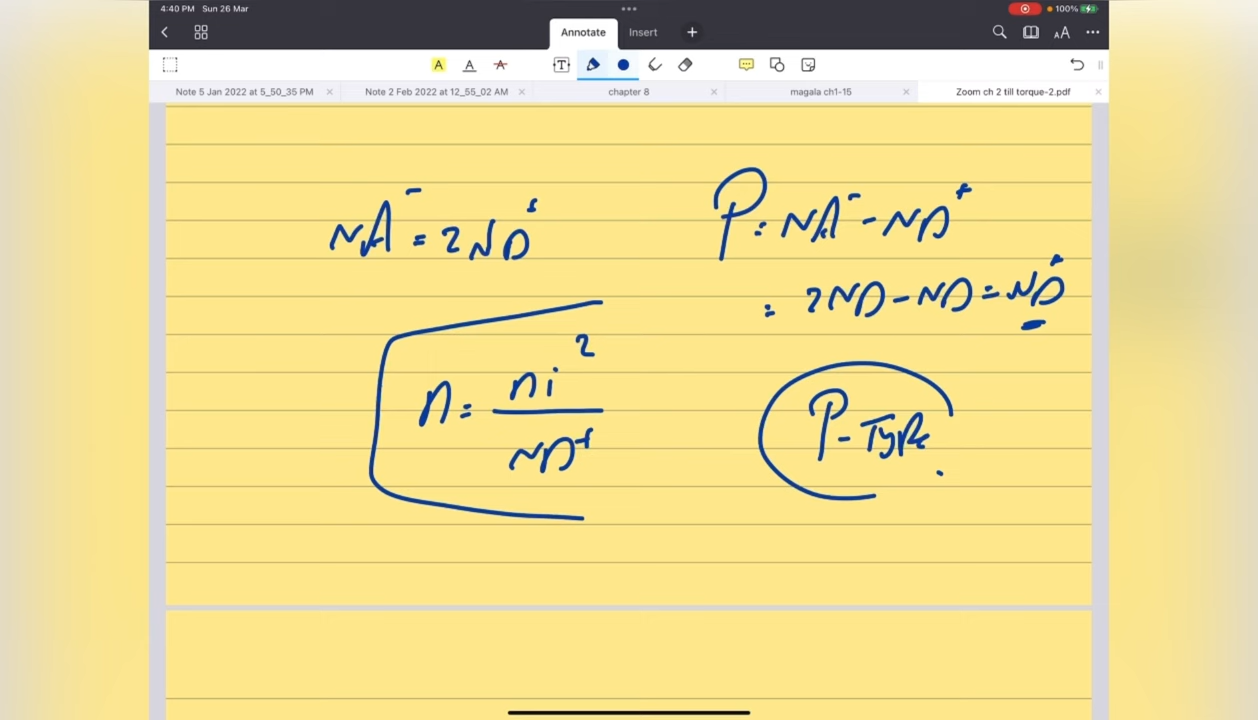 4:40 PM Sun 26 Mar
100%
Annotate Insert +
AA
A A A T
Note 5 Jan 2022 at 5_50_35 PM × Note 2 Feb 2022 at 12_55_02 AM × chapter 8 × magala ch1-15 × Zoom ch 2 till torque-2.pdf ×
NA⁻ = 2ND⁺
P = NA⁻ - ND⁺
= 2ND - ND = ND⁺
n = ni² / ND⁺
P-Type.